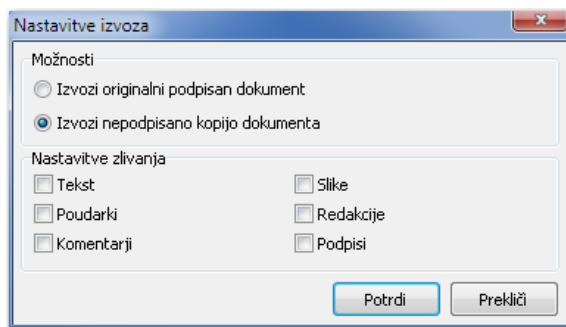 Nastavitve izvoza
Možnosti
Izvozi originalni podpisan dokument
Izvozi nepodpisano kopijo dokumenta
Nastavitve zlivanja
Tekst
Slike
Poudarki
Redakcije
Komentarji
Podpisi
Potrdi
Prekliči